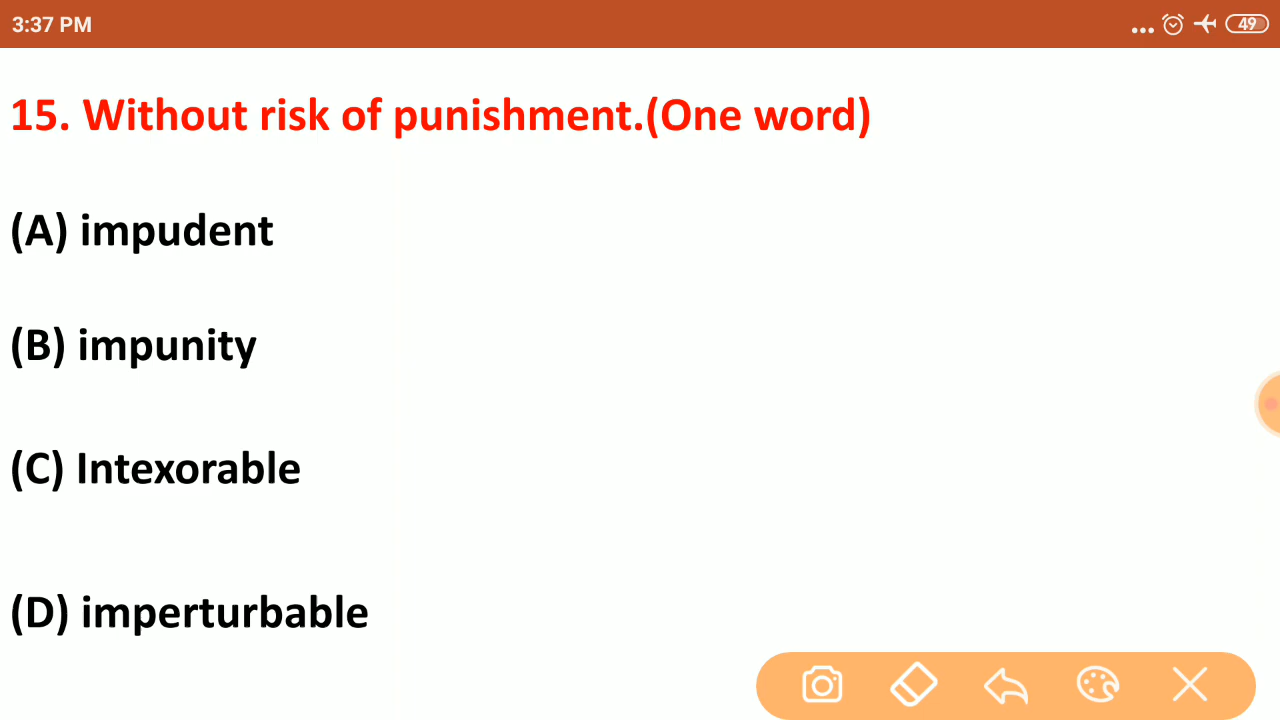 3:37 PM
49
15. Without risk of punishment.(One word)
(A) impudent
(B) impunity
(C) Intexorable
(D) imperturbable